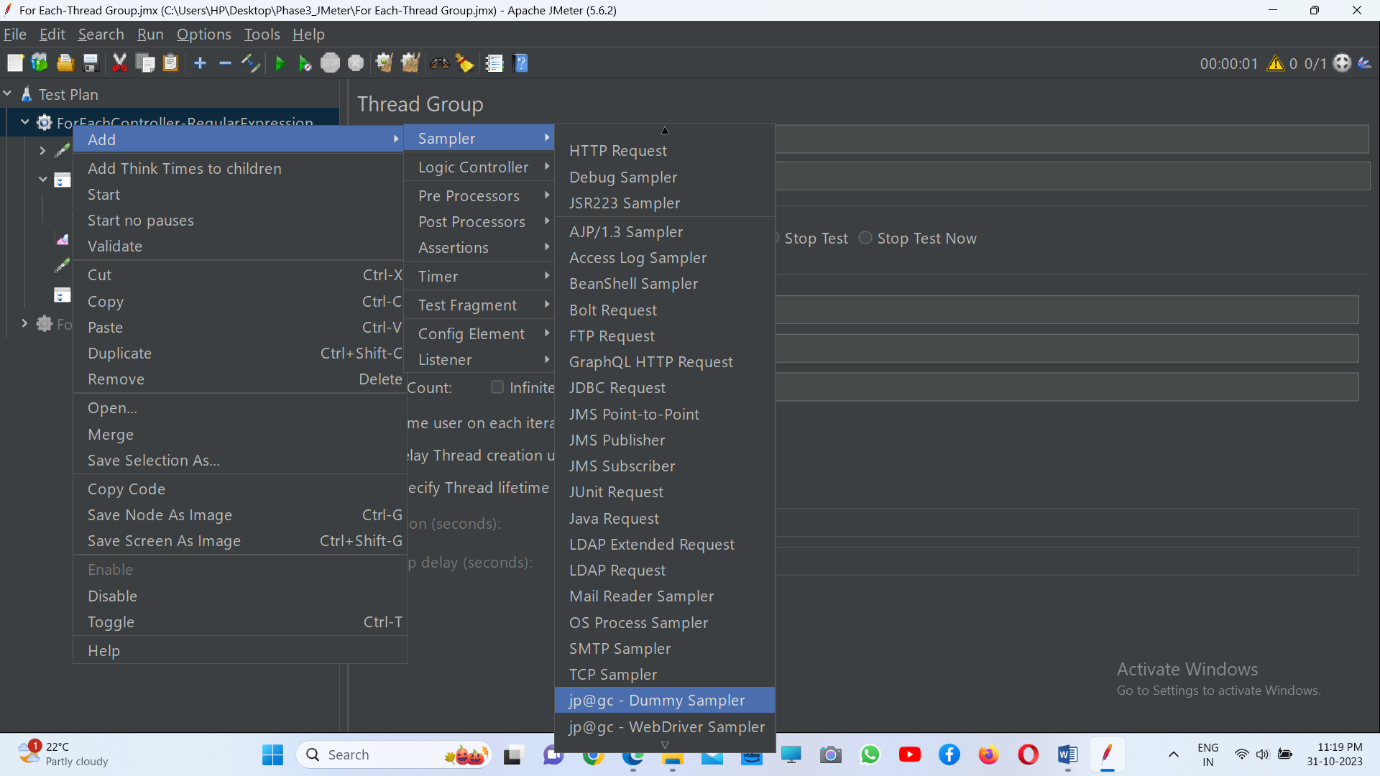 For Each-Thread Group.jmx (C:\Users\HP\Desktop\Phase3_JMeter\For Each-Thread Group.jmx) - Apache JMeter (5.6.2)
File Edit Search Run Options Tools Help
00:00:01 0 0/1
Test Plan
Thread Group
ForEachController-RegularExpression
Add
Add Think Times to children
Start
Start no pauses
Validate
Cut Ctrl-X
Copy Ctrl-C
Paste Ctrl-V
Duplicate Ctrl+Shift-C
Remove Delete
Open...
Merge
Save Selection As...
Copy Code
Save Node As Image Ctrl-G
Save Screen As Image Ctrl+Shift-G
Enable
Disable
Toggle Ctrl-T
Help
Fo
Sampler
Logic Controller
Pre Processors
Post Processors
Assertions
Timer
Test Fragment
Config Element
Listener
Count: Infinite
me user on each itera
elay Thread creation u
ecify Thread lifetime
on (seconds):
p delay (seconds):
HTTP Request
Debug Sampler
JSR223 Sampler
AJP/1.3 Sampler
Access Log Sampler
BeanShell Sampler
Bolt Request
FTP Request
GraphQL HTTP Request
JDBC Request
JMS Point-to-Point
JMS Publisher
JMS Subscriber
JUnit Request
Java Request
LDAP Extended Request
LDAP Request
Mail Reader Sampler
OS Process Sampler
SMTP Sampler
TCP Sampler
jp@gc - Dummy Sampler
jp@gc - WebDriver Sampler
Stop Test Stop Test Now
Activate Windows
Go to Settings to activate Windows.
1
22°C
Partly cloudy
Search
ENG
IN
11:19 PM
31-10-2023